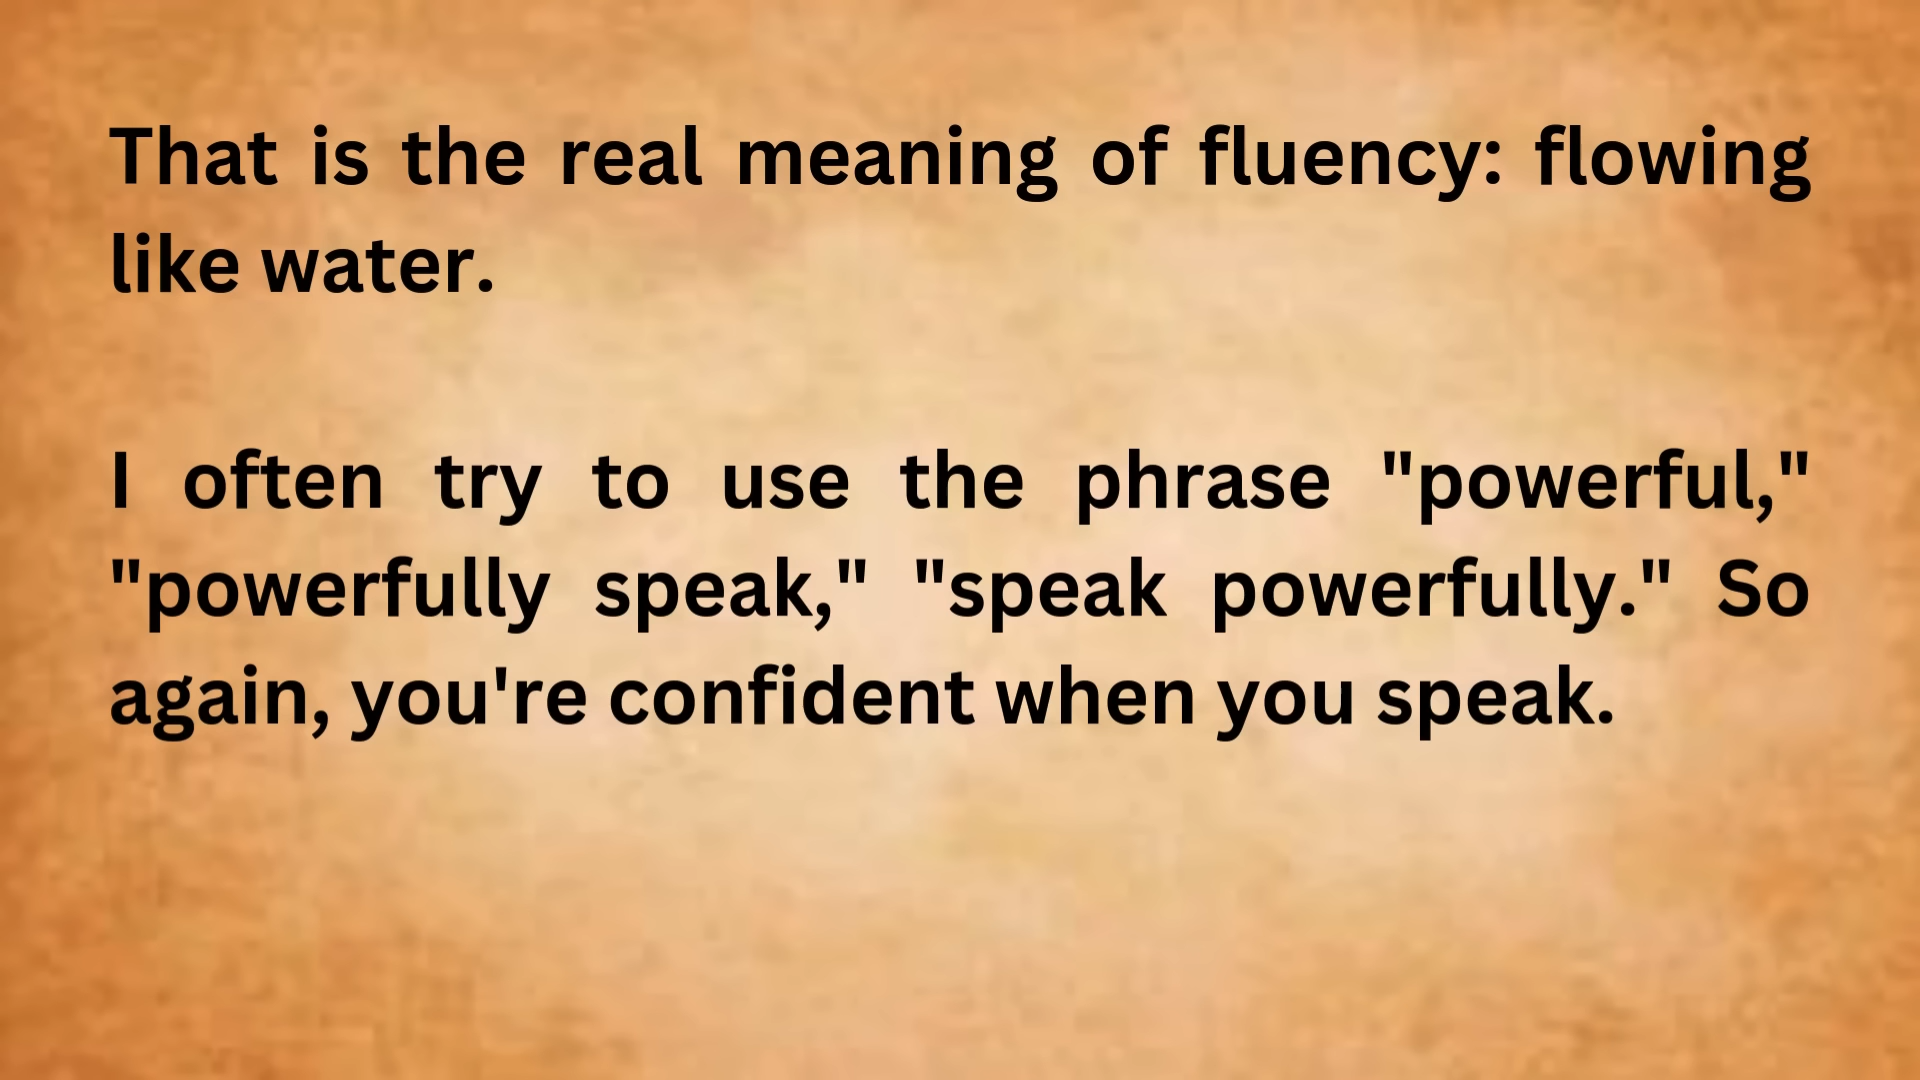 That is the real meaning of fluency: flowing
like water.
I often try to use the phrase "powerful,"
"powerfully speak," "speak powerfully." So
again, you're confident when you speak.